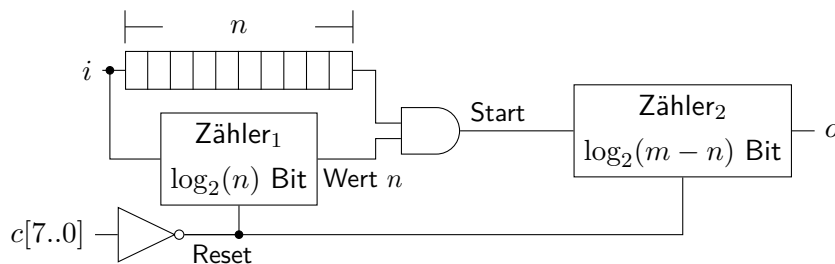 n
i
Zähler₁
log₂(n) Bit
Wert n
Start
Zähler₂
log₂(m − n) Bit
o
c[7..0]
Reset